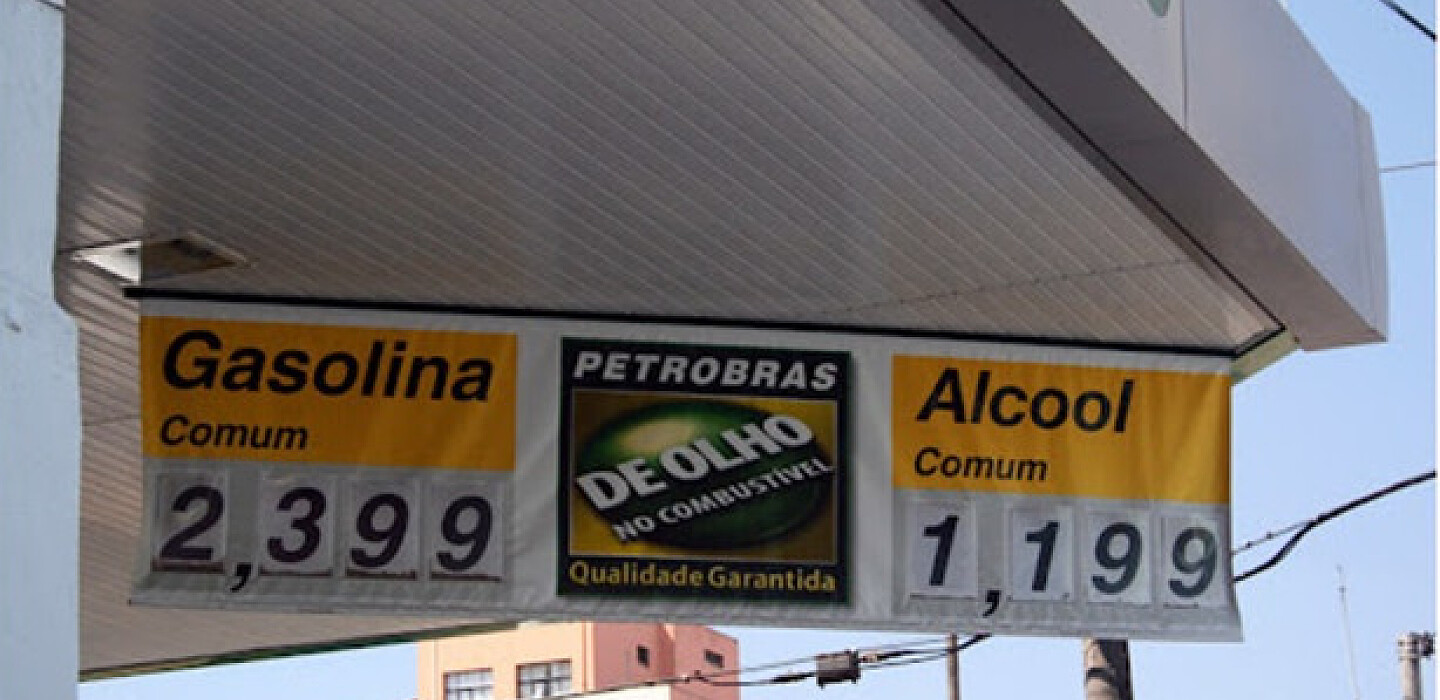 Gasolina
Comum
2,399
PETROBRAS
DE OLHO
NO COMBUSTÍVEL
Qualidade Garantida
Alcool
Comum
1,199